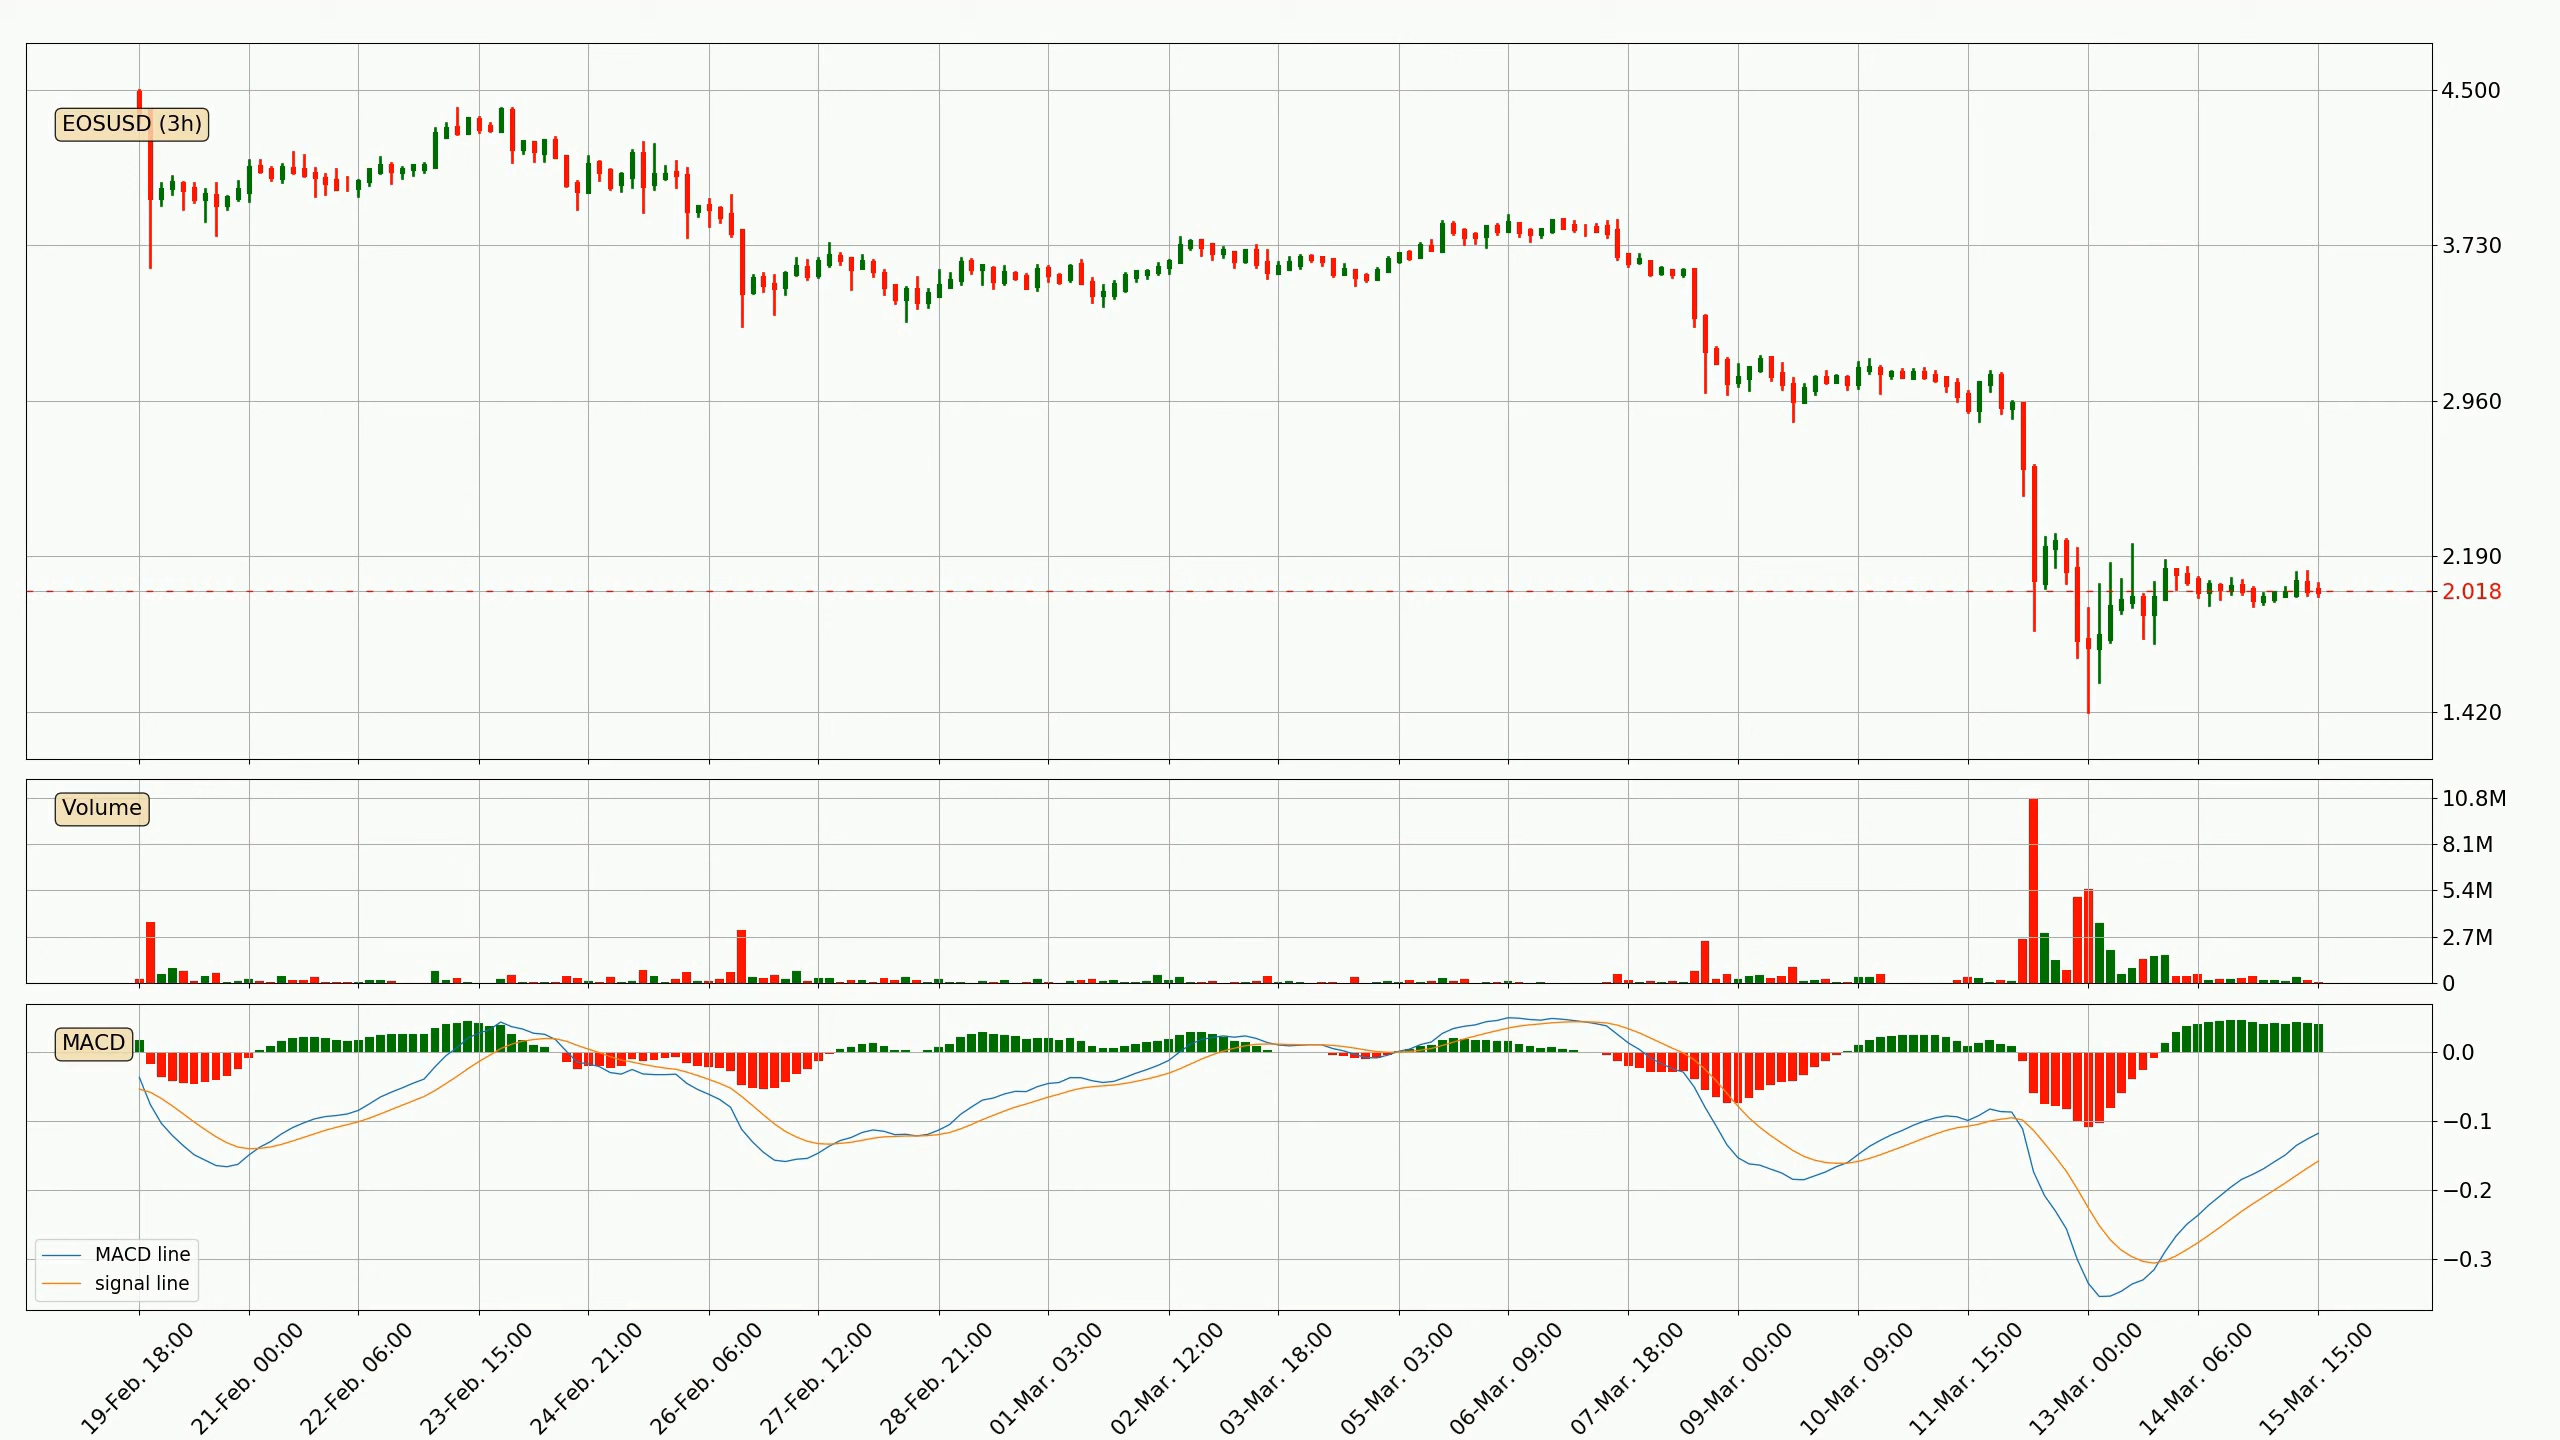 EOSUSD (3h)
4.500
3.730
2.960
2.190
2.018
1.420
Volume
10.8M
8.1M
5.4M
2.7M
0
MACD
0.0
−0.1
−0.2
−0.3
MACD line
signal line
19-Feb. 18:00
21-Feb. 00:00
22-Feb. 06:00
23-Feb. 15:00
24-Feb. 21:00
26-Feb. 06:00
27-Feb. 12:00
28-Feb. 21:00
01-Mar. 03:00
02-Mar. 12:00
03-Mar. 18:00
05-Mar. 03:00
06-Mar. 09:00
07-Mar. 18:00
09-Mar. 00:00
10-Mar. 09:00
11-Mar. 15:00
13-Mar. 00:00
14-Mar. 06:00
15-Mar. 15:00